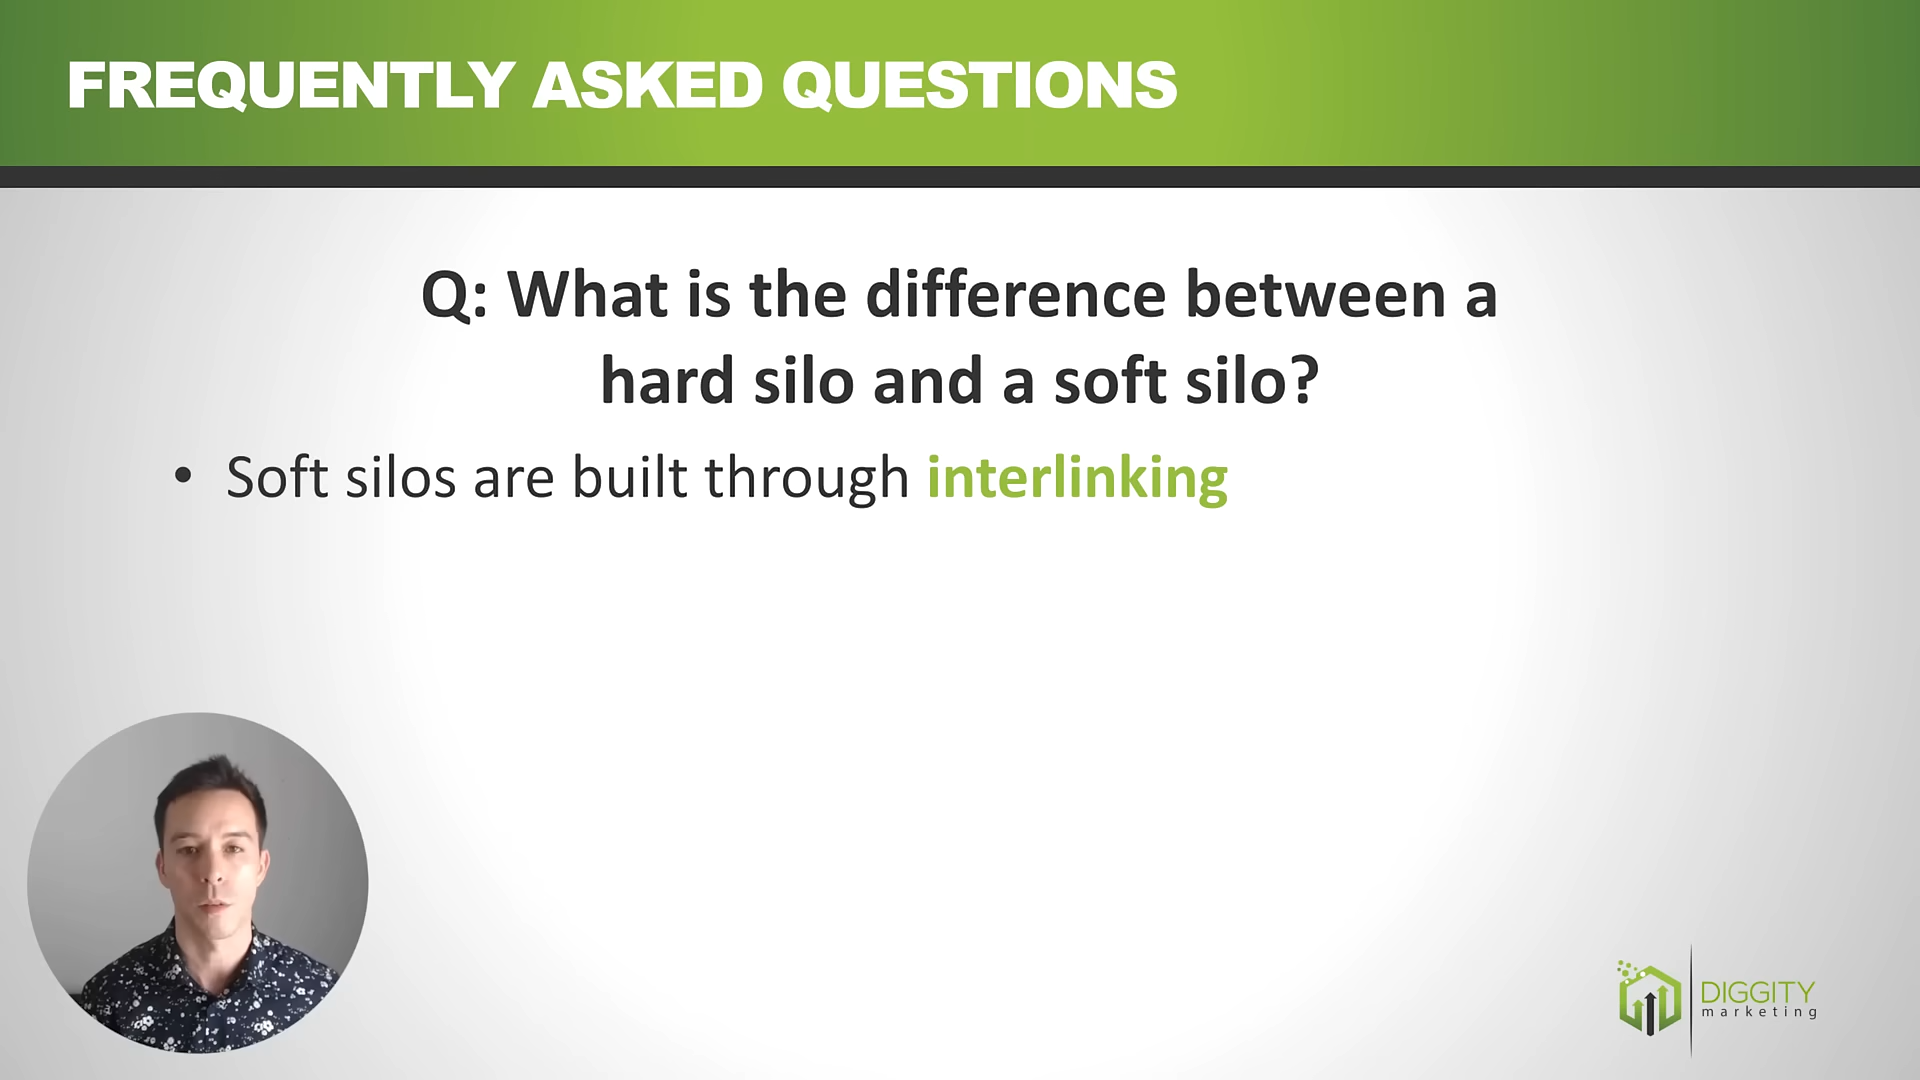 FREQUENTLY ASKED QUESTIONS
Q: What is the difference between a
hard silo and a soft silo?
• Soft silos are built through interlinking
DIGGITY
marketing